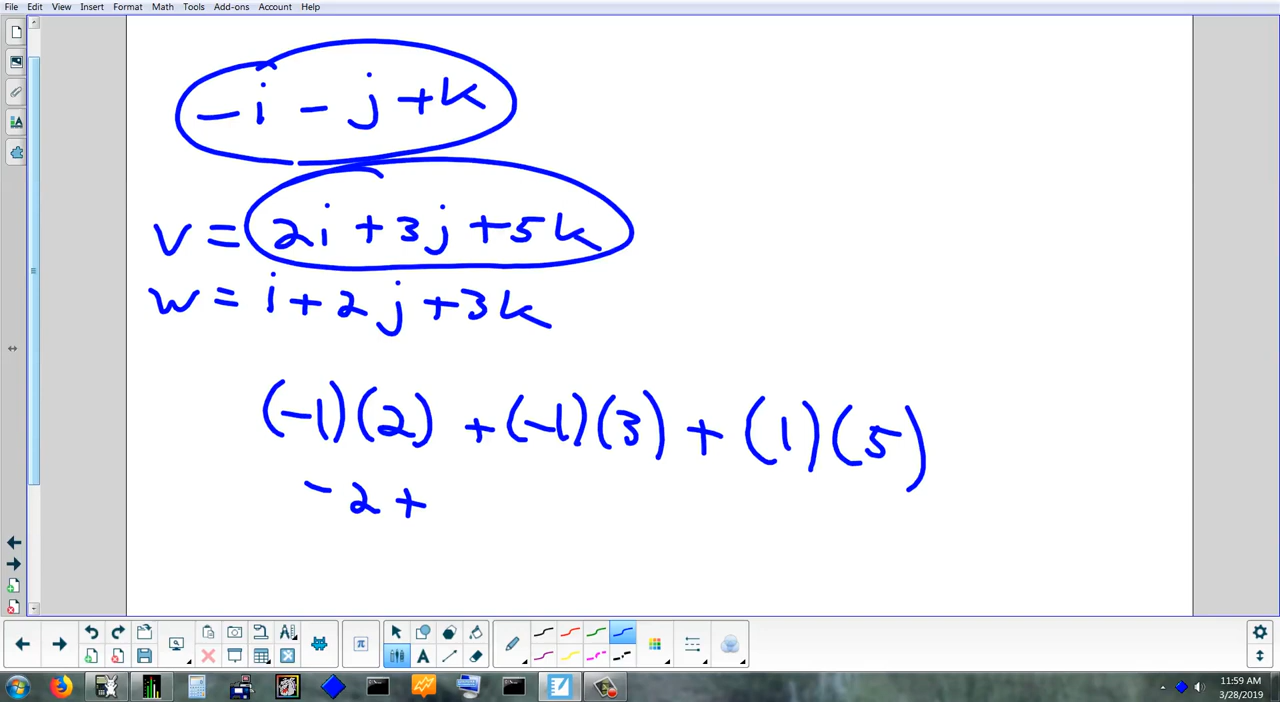 File Edit View Insert Format Math Tools Add-ons Account Help
-i - j + k
v = 2i + 3j + 5k
w = i + 2j + 3k
(-1)(2) + (-1)(3) + (1)(5)
-2 +
11:59 AM
3/28/2019